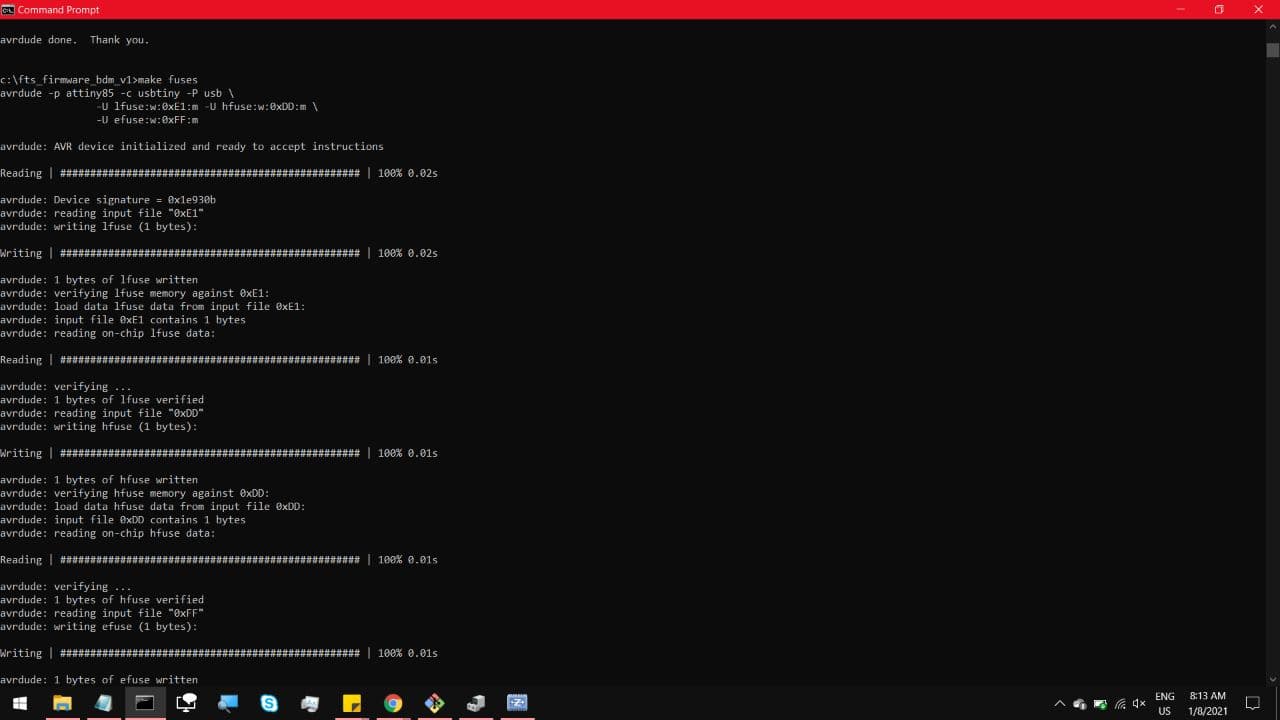 Command Prompt
avrdude done.  Thank you.
c:\fts_firmware_bdm_v1>make fuses
avrdude -p attiny85 -c usbtiny -P usb \
-U lfuse:w:0xE1:m -U hfuse:w:0xDD:m \
-U efuse:w:0xFF:m
avrdude: AVR device initialized and ready to accept instructions
Reading | ################################################## | 100% 0.02s
avrdude: Device signature = 0x1e930b
avrdude: reading input file "0xE1"
avrdude: writing lfuse (1 bytes):
Writing | ################################################## | 100% 0.02s
avrdude: 1 bytes of lfuse written
avrdude: verifying lfuse memory against 0xE1:
avrdude: load data lfuse data from input file 0xE1:
avrdude: input file 0xE1 contains 1 bytes
avrdude: reading on-chip lfuse data:
Reading | ################################################## | 100% 0.01s
avrdude: verifying ...
avrdude: 1 bytes of lfuse verified
avrdude: reading input file "0xDD"
avrdude: writing hfuse (1 bytes):
Writing | ################################################## | 100% 0.01s
avrdude: 1 bytes of hfuse written
avrdude: verifying hfuse memory against 0xDD:
avrdude: load data hfuse data from input file 0xDD:
avrdude: input file 0xDD contains 1 bytes
avrdude: reading on-chip hfuse data:
Reading | ################################################## | 100% 0.01s
avrdude: verifying ...
avrdude: 1 bytes of hfuse verified
avrdude: reading input file "0xFF"
avrdude: writing efuse (1 bytes):
Writing | ################################################## | 100% 0.01s
avrdude: 1 bytes of efuse written
ENG
US
8:13 AM
1/8/2021